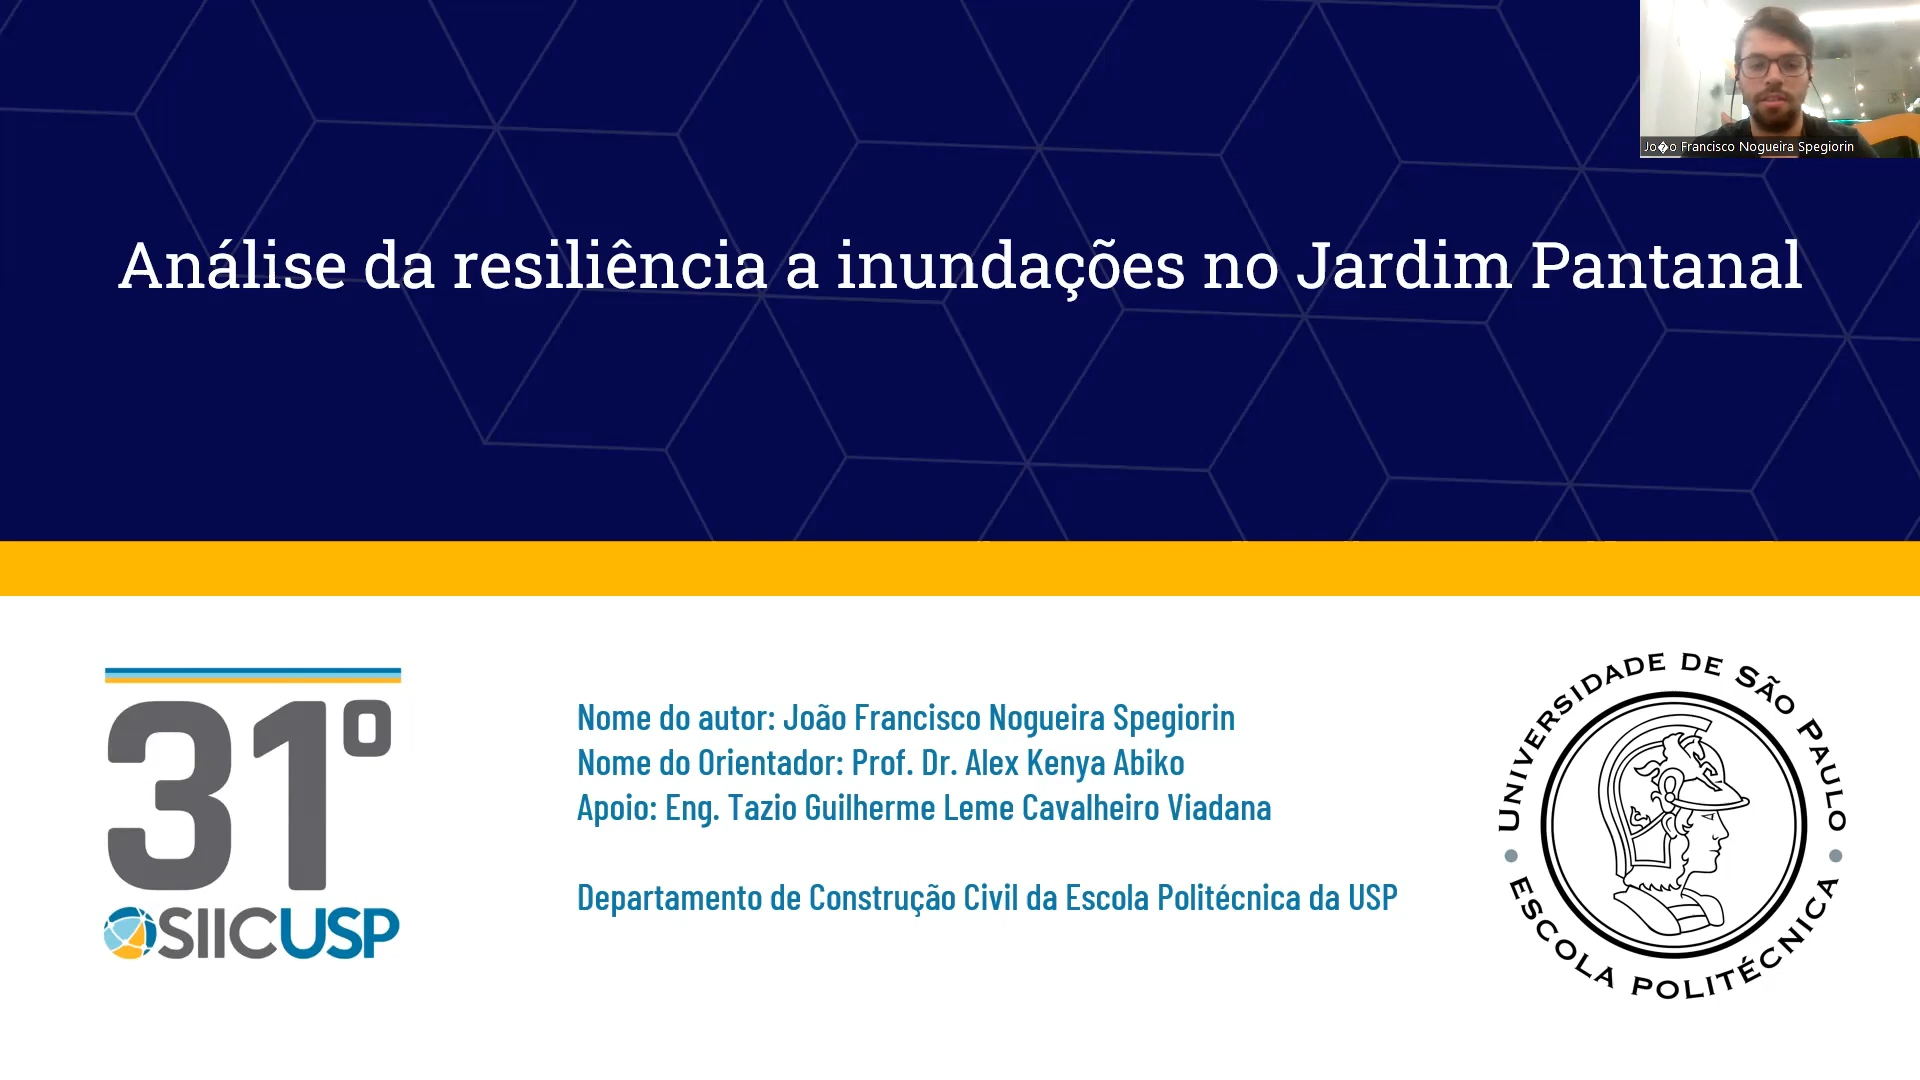 Jo�o Francisco Nogueira Spegiorin
Análise da resiliência a inundações no Jardim Pantanal
31º
SIICUSP
Nome do autor: João Francisco Nogueira Spegiorin
Nome do Orientador: Prof. Dr. Alex Kenya Abiko
Apoio: Eng. Tazio Guilherme Leme Cavalheiro Viadana
Departamento de Construção Civil da Escola Politécnica da USP
UNIVERSIDADE DE SÃO PAULO
ESCOLA POLITÉCNICA